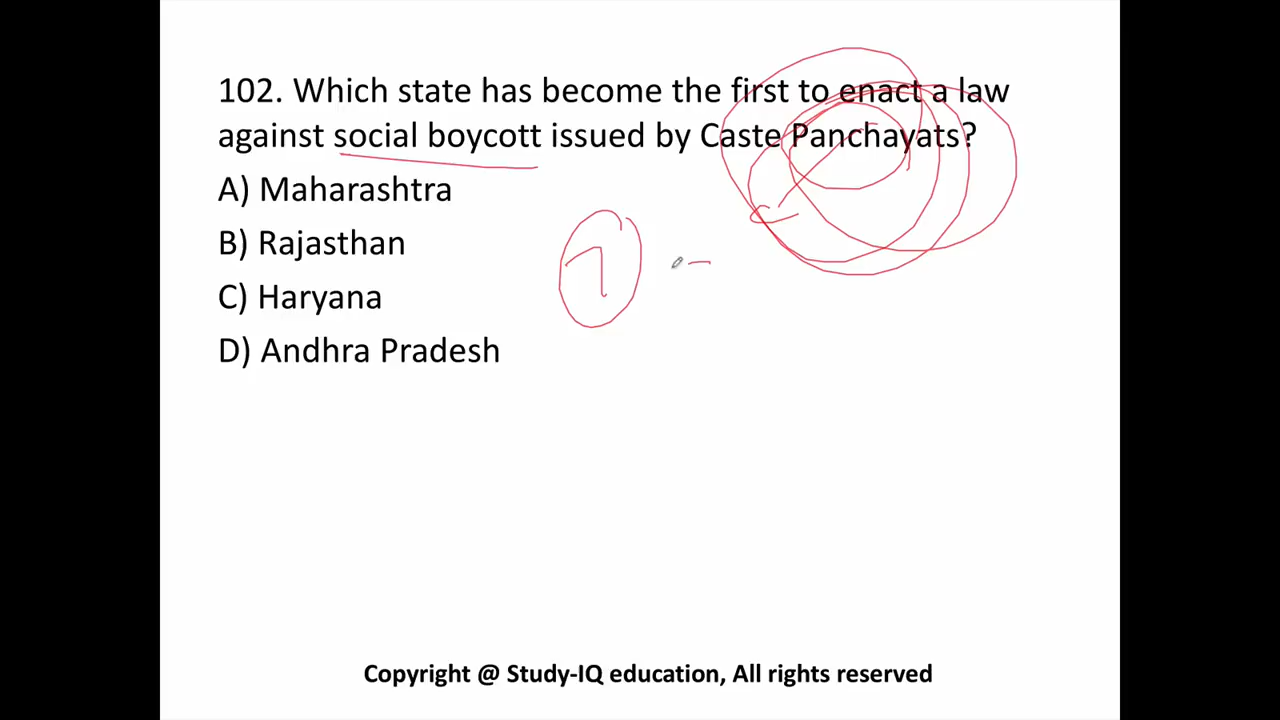 102. Which state has become the first to enact a law
against social boycott issued by Caste Panchayats?
A) Maharashtra
B) Rajasthan
C) Haryana
D) Andhra Pradesh
Copyright @ Study-IQ education, All rights reserved